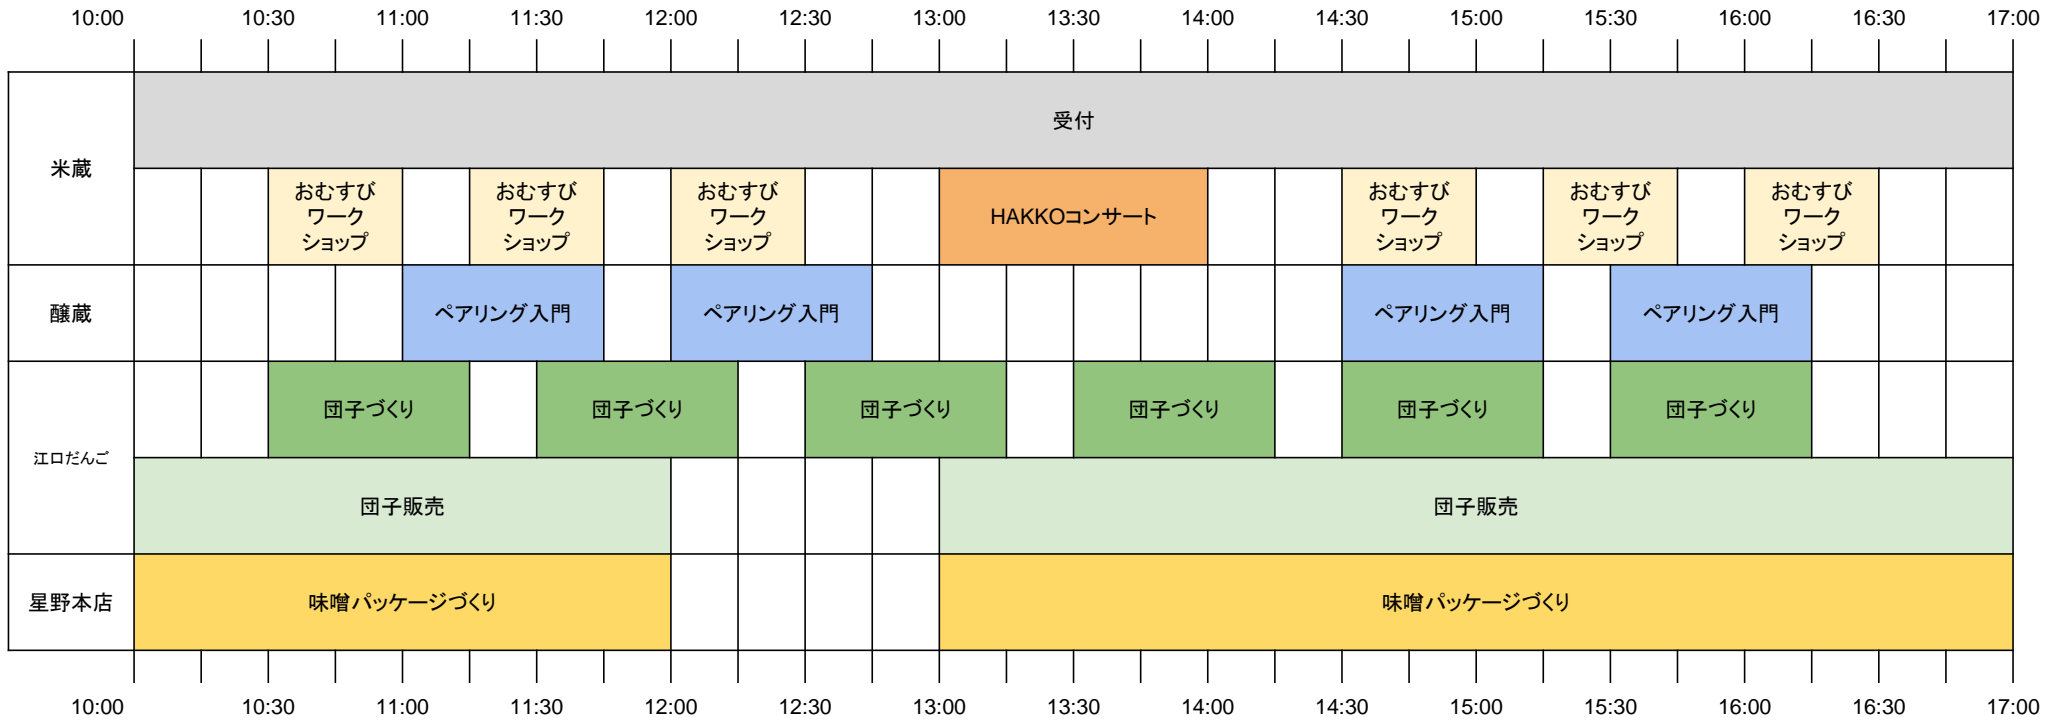 10:00 10:30 11:00 11:30 12:00 12:30 13:00 13:30 14:00 14:30 15:00 15:30 16:00 16:30 17:00
米蔵
受付
おむすび
ワーク
ショップ
おむすび
ワーク
ショップ
おむすび
ワーク
ショップ
HAKKOコンサート
おむすび
ワーク
ショップ
おむすび
ワーク
ショップ
おむすび
ワーク
ショップ
醸蔵
ペアリング入門
ペアリング入門
ペアリング入門
ペアリング入門
江口だんご
団子づくり
団子づくり
団子づくり
団子づくり
団子づくり
団子づくり
団子販売
団子販売
星野本店
味噌パッケージづくり
味噌パッケージづくり
10:00 10:30 11:00 11:30 12:00 12:30 13:00 13:30 14:00 14:30 15:00 15:30 16:00 16:30 17:00